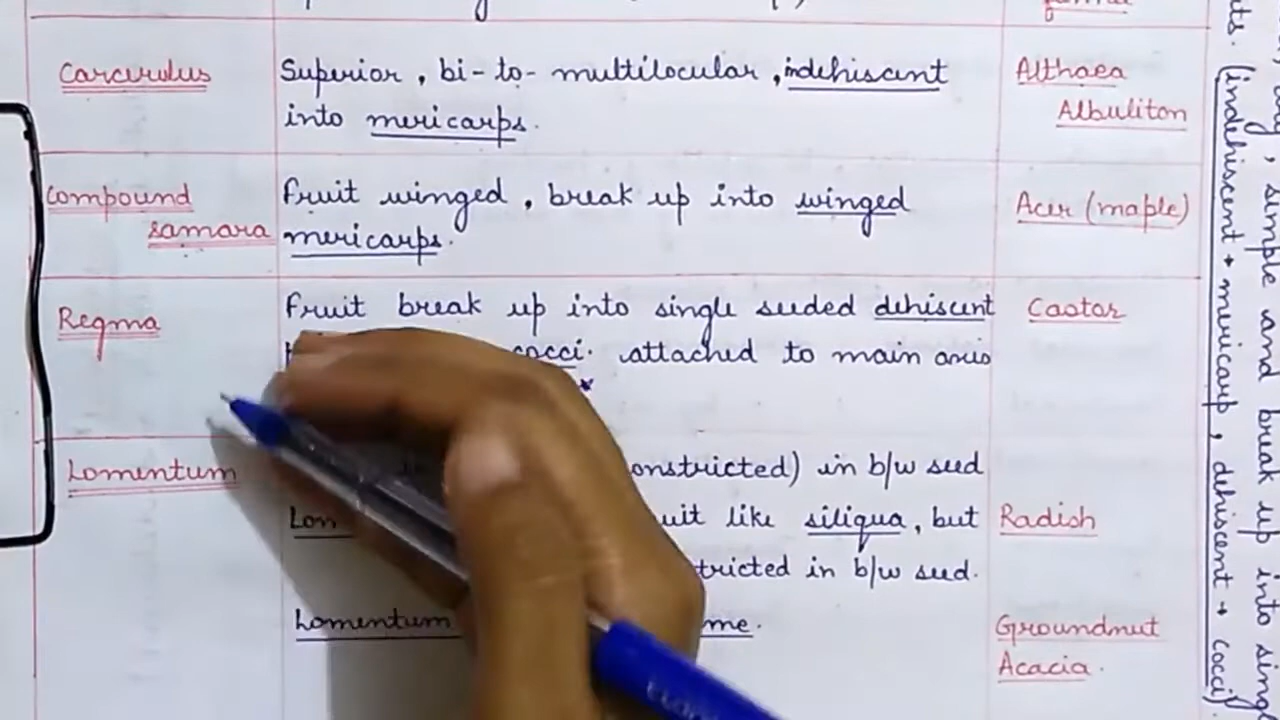 Carcerulus
Superior, bi-to-multilocular, indehiscent
into mericarps.
Althaea
Albuliton
Compound
samara
fruit winged, break up into winged
mericarps.
Acer (maple)
Regma
fruit break up into single seeded dehiscent
cocci. attached to main axis
Castor
Lomentum
onstricted) in b/w seed
Lom
uit like siliqua, but
tricted in b/w seed.
Radish
Lomentum
me.
Groundnut
Acacia.
simple and break up into sing
(indehiscent → mericarp, dehiscent → cocci).